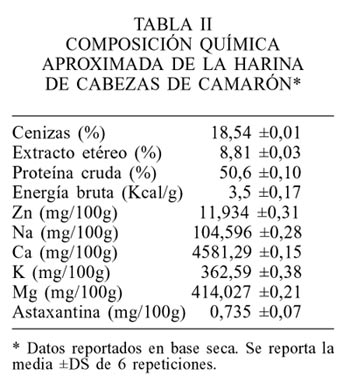 TABLA II
COMPOSICIÓN QUÍMICA
APROXIMADA DE LA HARINA
DE CABEZAS DE CAMARÓN*
Cenizas (%) 18,54 ±0,01
Extracto etéreo (%) 8,81 ±0,03
Proteína cruda (%) 50,6 ±0,10
Energía bruta (Kcal/g) 3,5 ±0,17
Zn (mg/100g) 11,934 ±0,31
Na (mg/100g) 104,596 ±0,28
Ca (mg/100g) 4581,29 ±0,15
K (mg/100g) 362,59 ±0,38
Mg (mg/100g) 414,027 ±0,21
Astaxantina (mg/100g) 0,735 ±0,07
* Datos reportados en base seca. Se reporta la
media ±DS de 6 repeticiones.